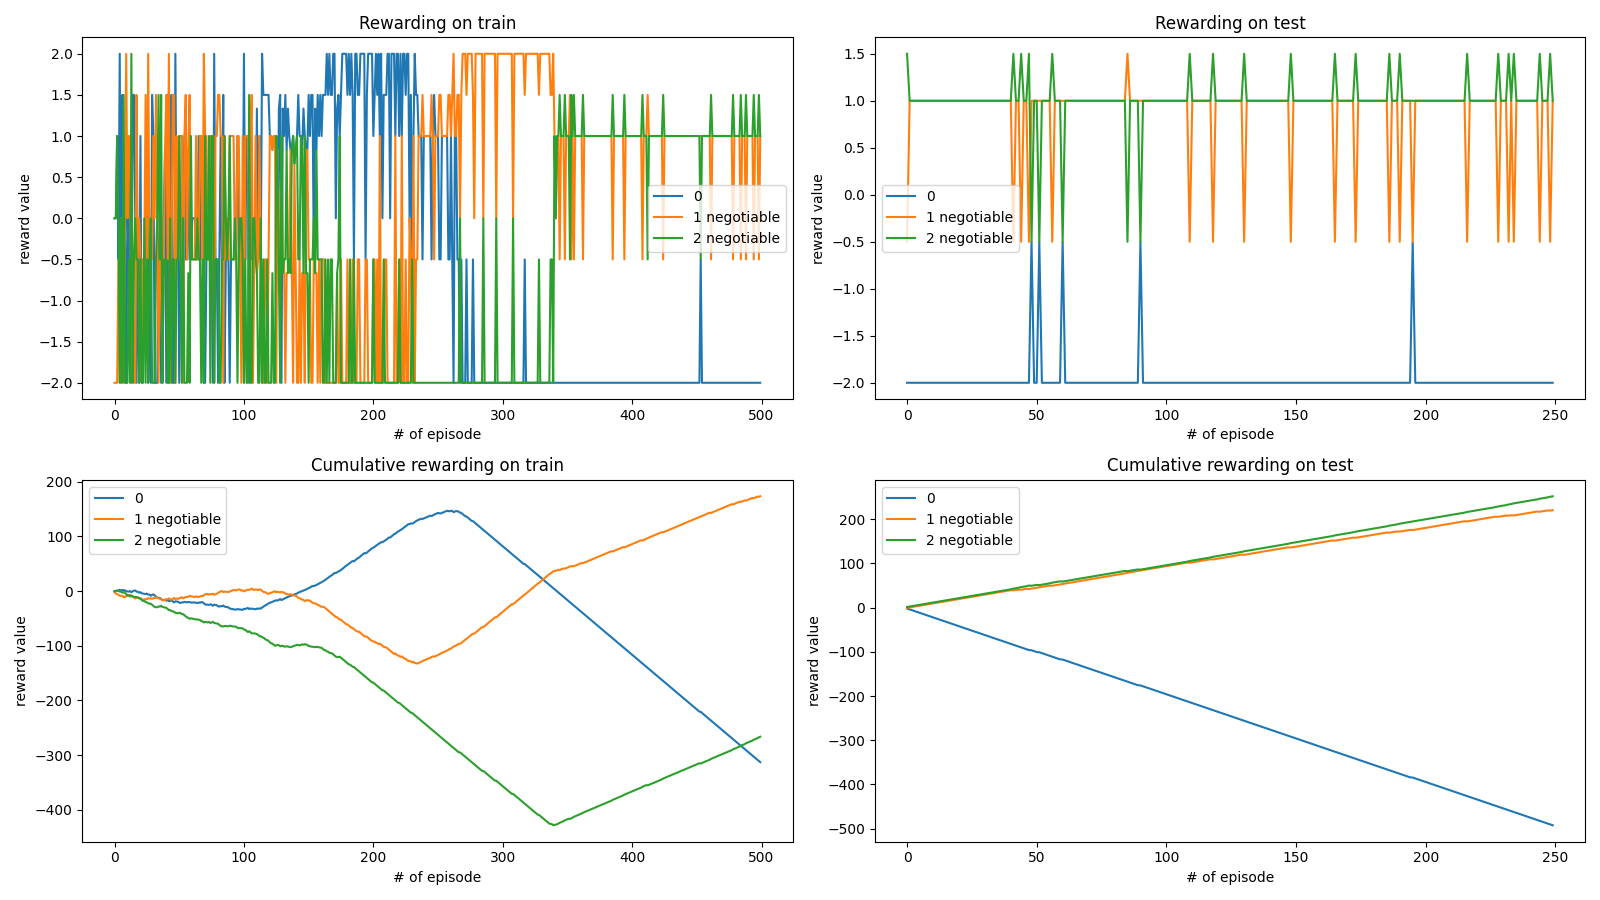 Rewarding on train
reward value
2.0
1.5
1.0
0.5
0.0
−0.5
−1.0
−1.5
−2.0
0
1 negotiable
2 negotiable
0 100 200 300 400 500
# of episode
Rewarding on test
reward value
1.5
1.0
0.5
0.0
−0.5
−1.0
−1.5
−2.0
0
1 negotiable
2 negotiable
0 50 100 150 200 250
# of episode
Cumulative rewarding on train
reward value
200
100
0
−100
−200
−300
−400
0
1 negotiable
2 negotiable
0 100 200 300 400 500
# of episode
Cumulative rewarding on test
reward value
200
100
0
−100
−200
−300
−400
−500
0
1 negotiable
2 negotiable
0 50 100 150 200 250
# of episode